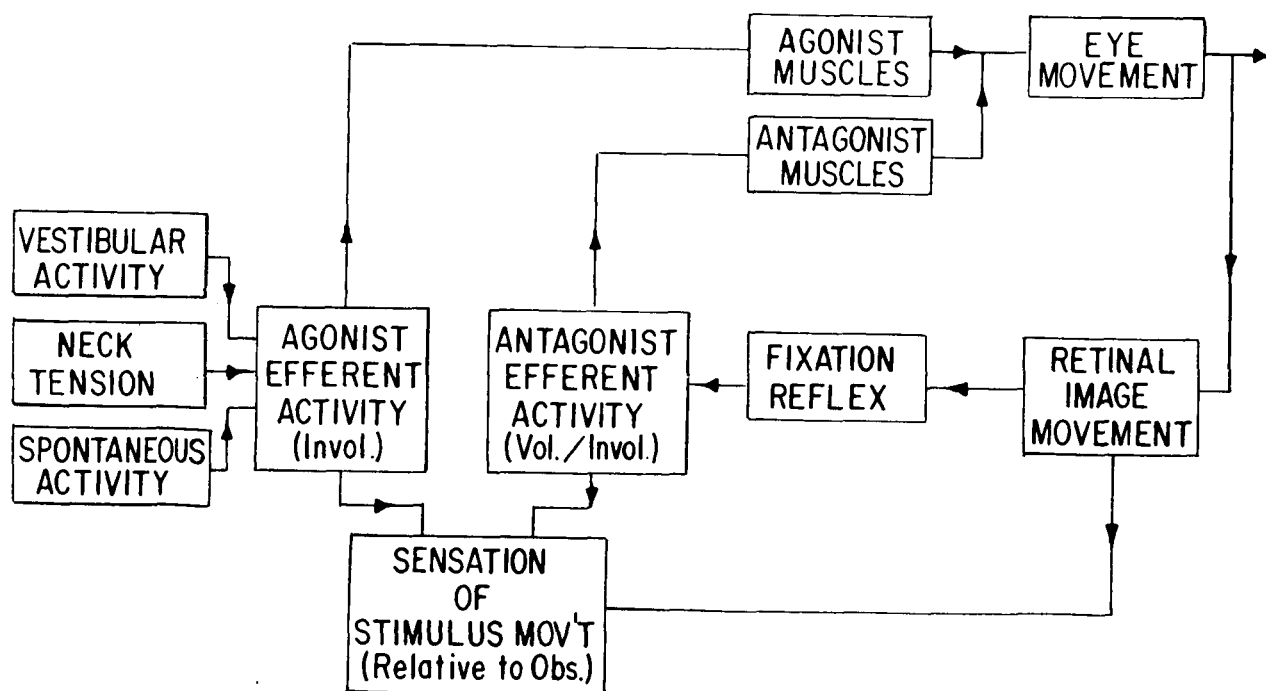 AGONIST
MUSCLES
EYE
MOVEMENT
ANTAGONIST
MUSCLES
VESTIBULAR
ACTIVITY
NECK
TENSION
SPONTANEOUS
ACTIVITY
AGONIST
EFFERENT
ACTIVITY
(Invol.)
ANTAGONIST
EFFERENT
ACTIVITY
(Vol./Invol.)
FIXATION
REFLEX
RETINAL
IMAGE
MOVEMENT
SENSATION
OF
STIMULUS MOV'T
(Relative to Obs.)